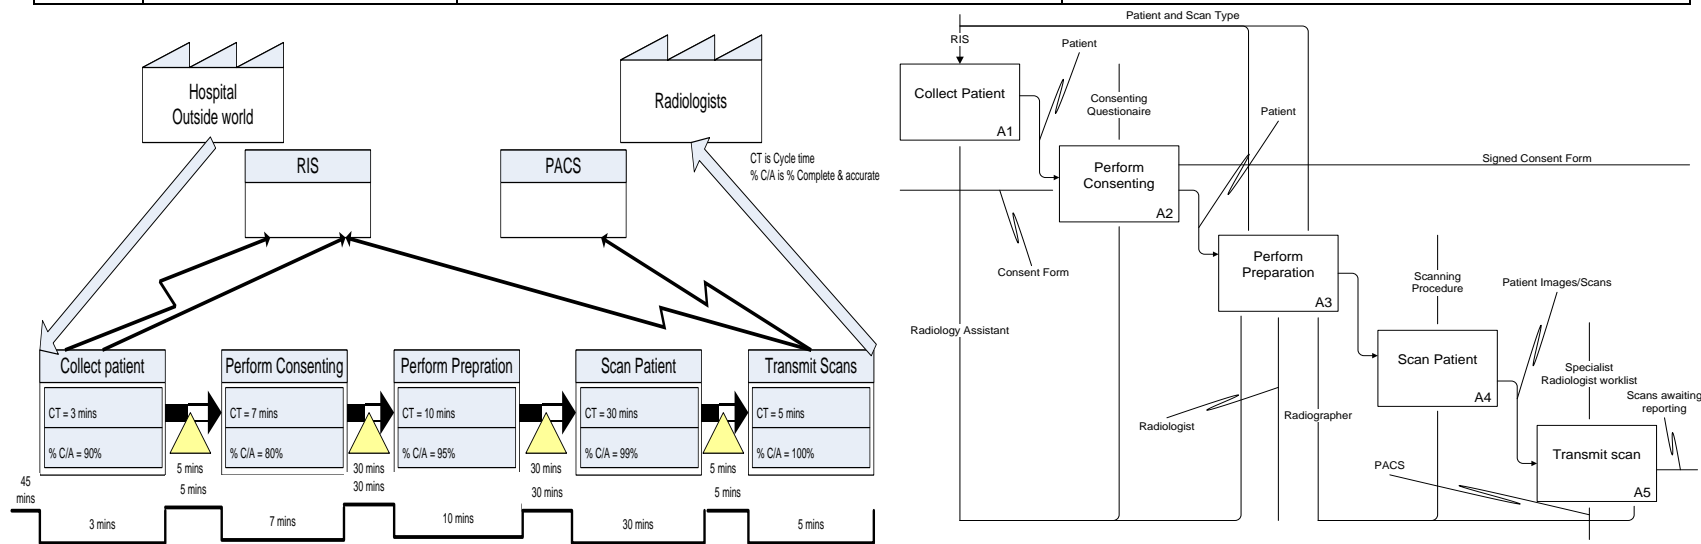 Hospital
Outside world
Radiologists
RIS
PACS
CT is Cycle time
% C/A is % Complete & accurate
Collect patient
CT = 3 mins
% C/A = 90%
Perform Consenting
CT = 7 mins
% C/A = 80%
Perform Prepration
CT = 10 mins
% C/A = 95%
Scan Patient
CT = 30 mins
% C/A = 99%
Transmit Scans
CT = 5 mins
% C/A = 100%
5 mins
30 mins
30 mins
5 mins
45
mins
5 mins
30 mins
30 mins
5 mins
3 mins
7 mins
10 mins
30 mins
5 mins
Patient and Scan Type
RIS
Patient
Collect Patient
A1
Consenting
Questionaire
Patient
Perform
Consenting
A2
Signed Consent Form
Consent Form
Perform
Preparation
A3
Scanning
Procedure
Patient Images/Scans
Radiology Assistant
Scan Patient
A4
Specialist
Radiologist worklist
Scans awaiting
reporting
Radiologist
Radiographer
Transmit scan
A5
PACS